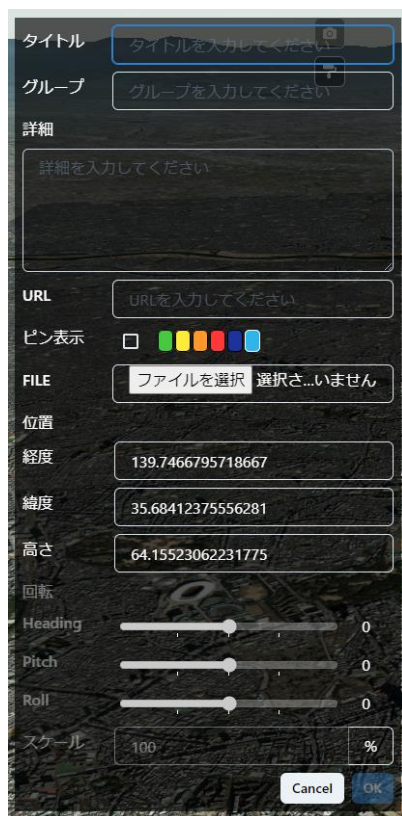 タイトル タイトルを入力してください
グループ グループを入力してください
詳細
詳細を入力してください
URL URLを入力してください
ピン表示
FILE ファイルを選択 選択さ...いません
位置
経度 139.7466795718667
緯度 35.68412375556281
高さ 64.15523062231775
回転
Heading 0
Pitch 0
Roll 0
スケール 100 %
Cancel OK